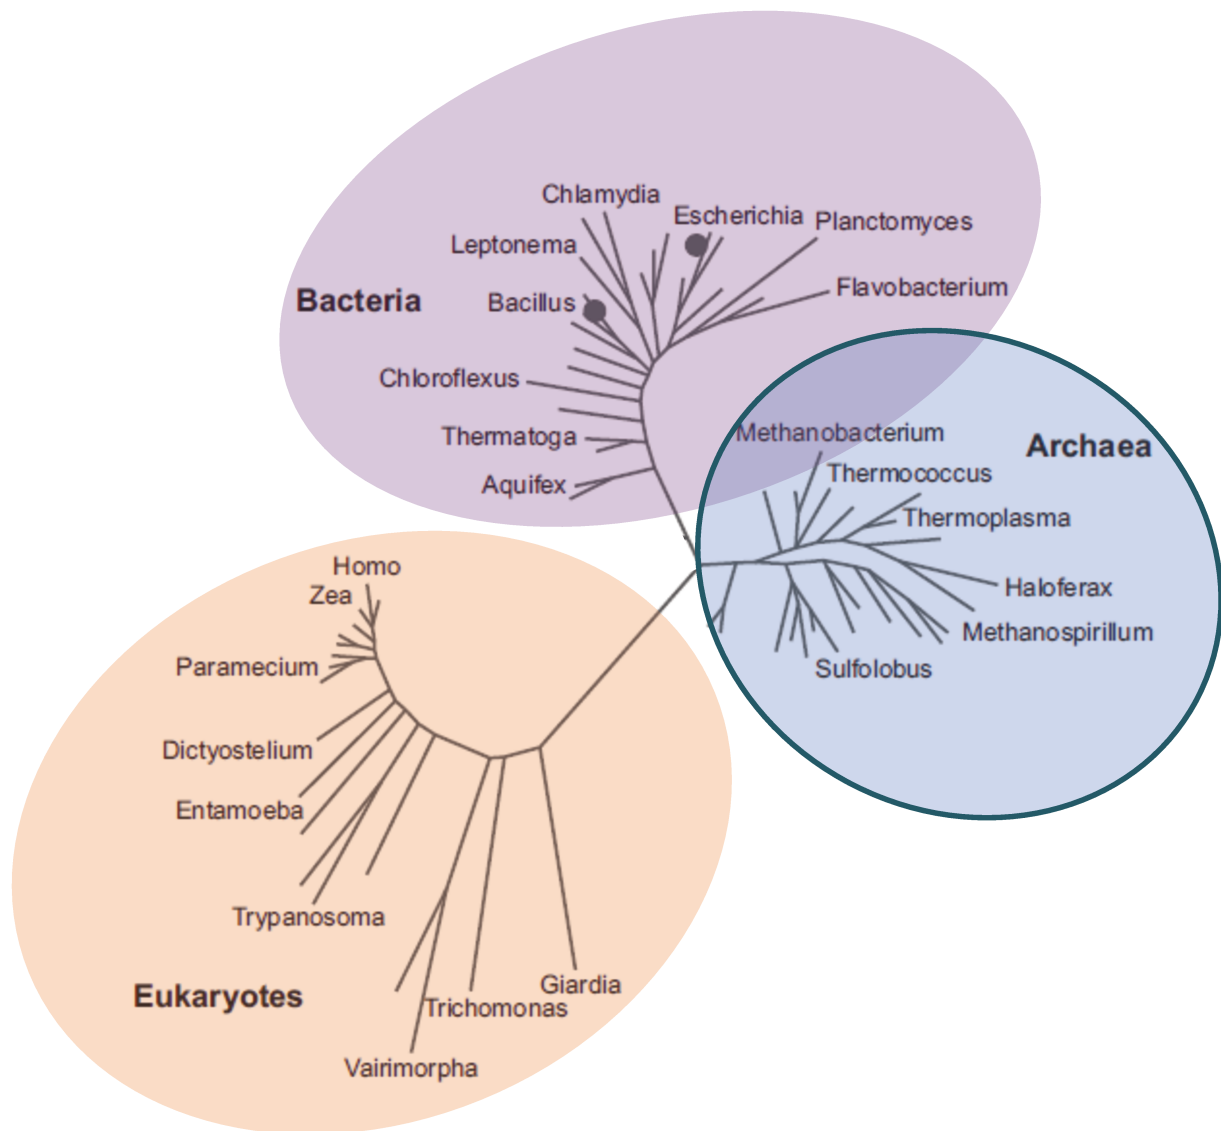 Chlamydia
Escherichia
Planctomyces
Leptonema
Flavobacterium
Bacteria
Bacillus
Chloroflexus
Thermatoga
Aquifex
Methanobacterium
Archaea
Thermococcus
Thermoplasma
Haloferax
Methanospirillum
Sulfolobus
Homo
Zea
Paramecium
Dictyostelium
Entamoeba
Trypanosoma
Eukaryotes
Giardia
Trichomonas
Vairimorpha